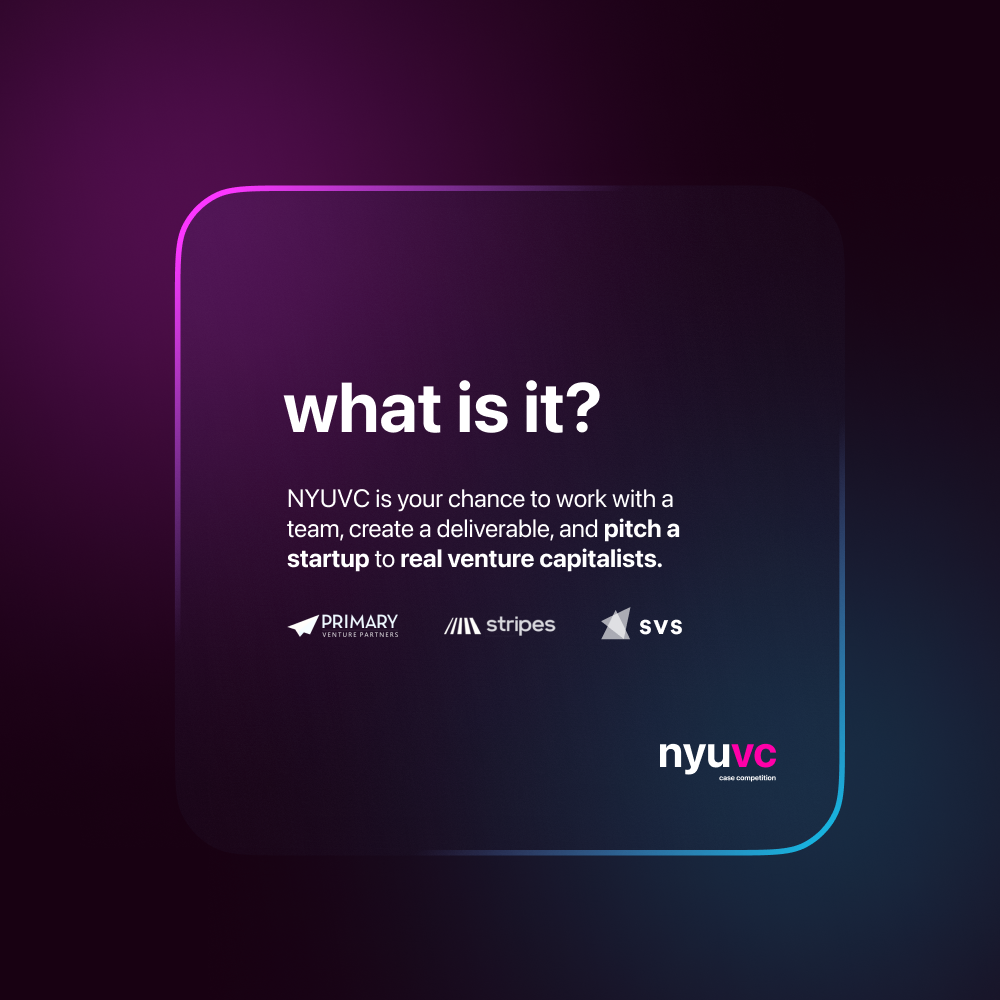 what is it?
NYUVC is your chance to work with a
team, create a deliverable, and pitch a
startup to real venture capitalists.
PRIMARY
VENTURE PARTNERS
stripes
svs
nyuvc
case competition